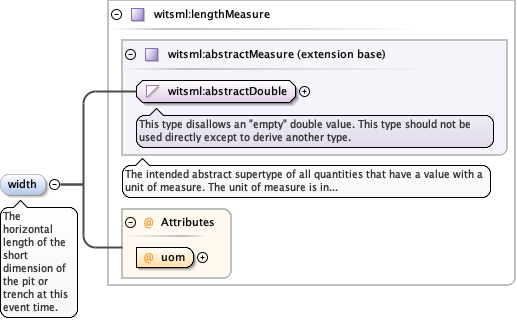 witsml:lengthMeasure
witsml:abstractMeasure (extension base)
witsml:abstractDouble
This type disallows an "empty" double value. This type should not be
used directly except to derive another type.
The intended abstract supertype of all quantities that have a value with a
unit of measure. The unit of measure is in...
width
The
horizontal
length of the
short
dimension of
the pit or
trench at this
event time.
@ Attributes
@ uom